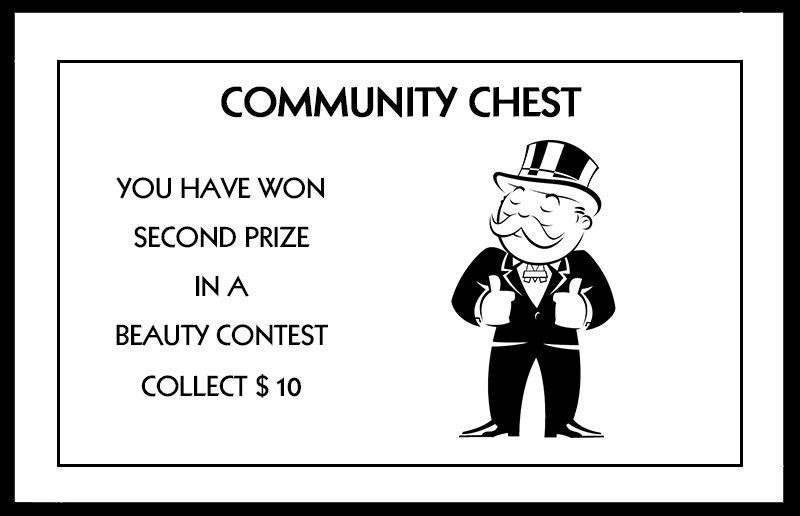 COMMUNITY CHEST
YOU HAVE WON
SECOND PRIZE
IN A
BEAUTY CONTEST
COLLECT $ 10